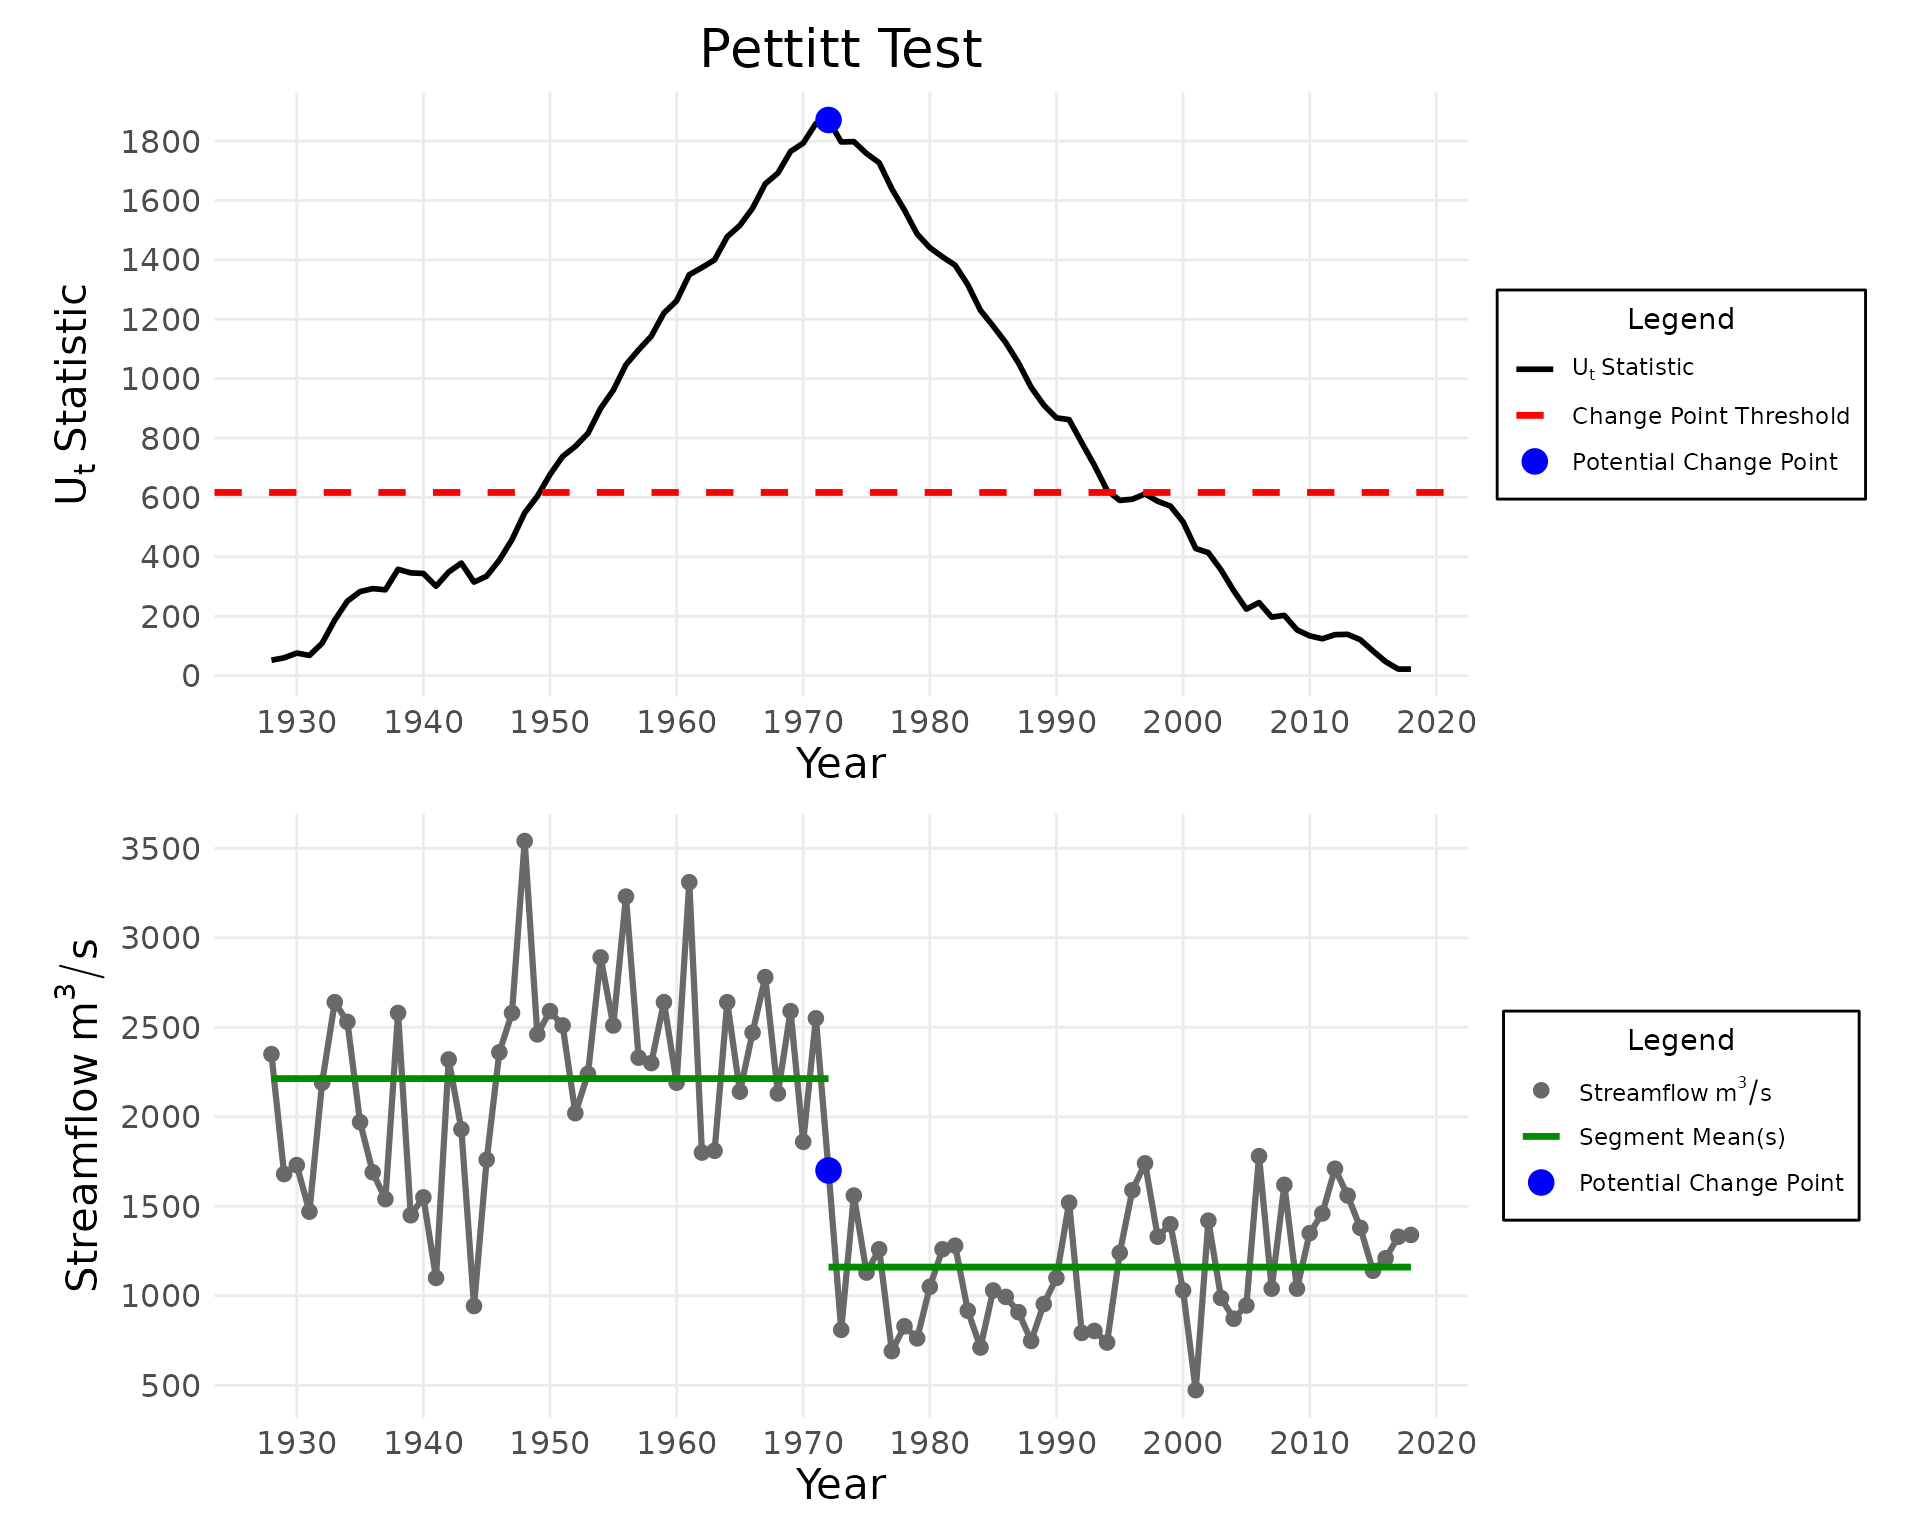 Pettitt Test
U_t Statistic
1800
1600
1400
1200
1000
800
600
400
200
0
1930 1940 1950 1960 1970 1980 1990 2000 2010 2020
Year
Legend
U_t Statistic
Change Point Threshold
Potential Change Point
Streamflow m³/s
3500
3000
2500
2000
1500
1000
500
1930 1940 1950 1960 1970 1980 1990 2000 2010 2020
Year
Legend
Streamflow m³/s
Segment Mean(s)
Potential Change Point